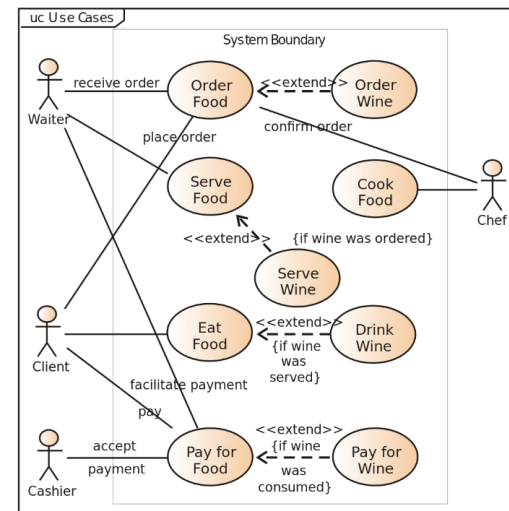 uc Use Cases
System Boundary
receive order
Order
Food
<<extend>>
Order
Wine
Waiter
place order
confirm order
Serve
Food
Cook
Food
Chef
<<extend>>
{if wine was ordered}
Serve
Wine
Eat
Food
<<extend>>
{if wine
was
served}
Drink
Wine
Client
facilitate payment
pay
accept
payment
Pay for
Food
<<extend>>
{if wine
was
consumed}
Pay for
Wine
Cashier